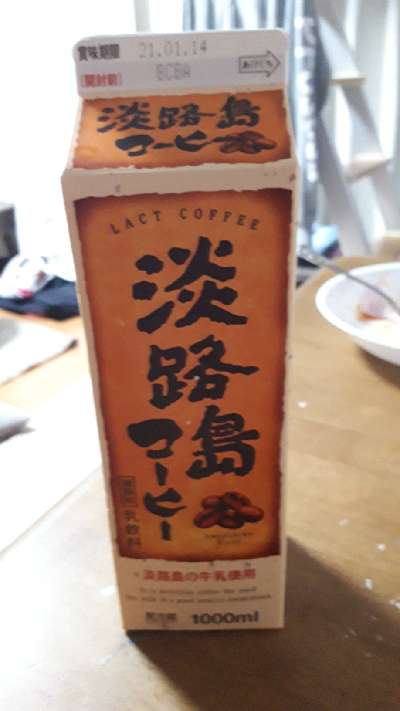 賞味期限 21.01.14
(開封前)
あけくち
淡路島
コーヒー
LACT COFFEE
淡路島コーヒー
乳飲料
淡路島の牛乳使用
1000ml